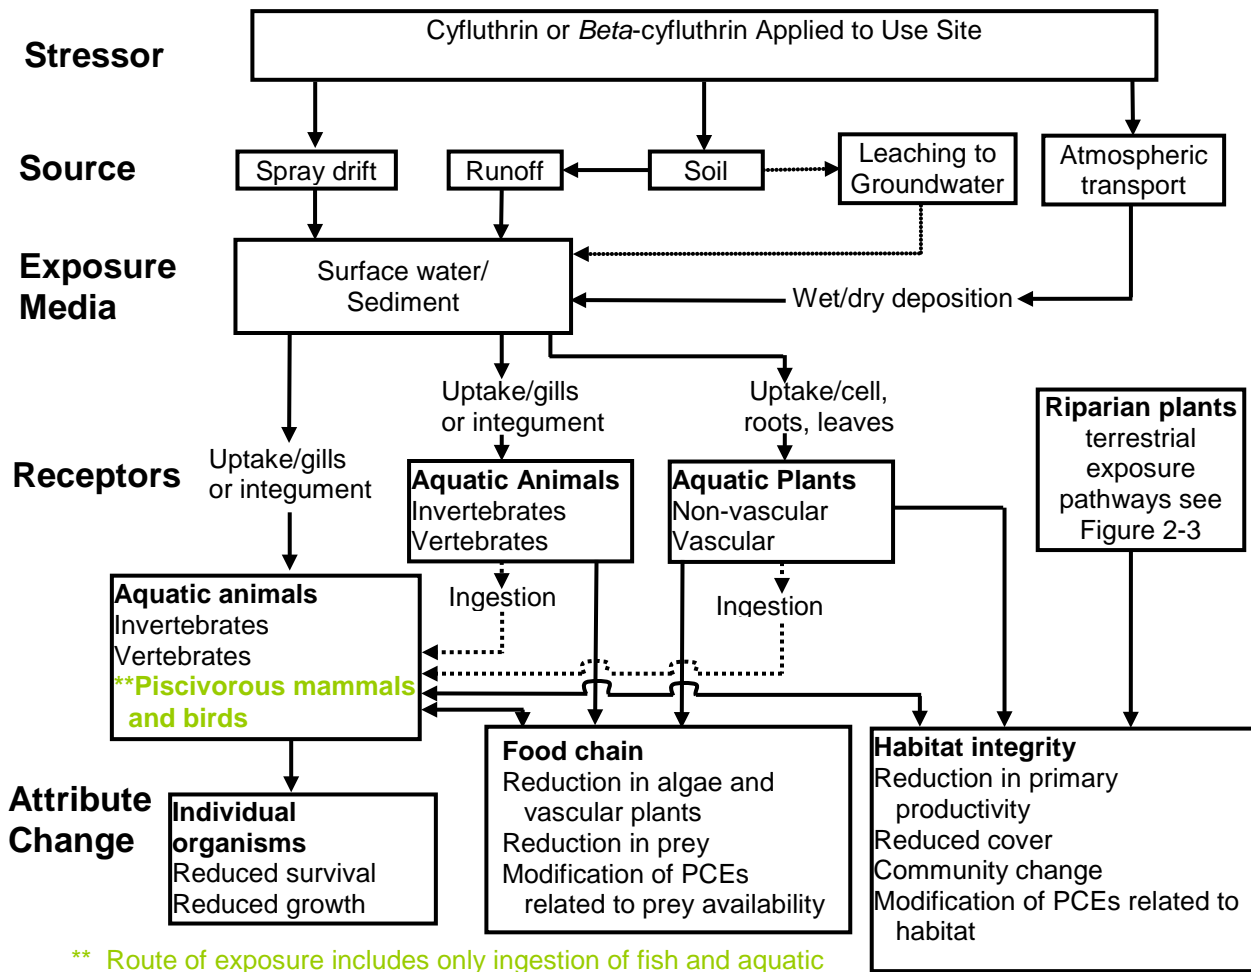 Stressor
Cyfluthrin or Beta-cyfluthrin Applied to Use Site
Source
Spray drift
Runoff
Soil
Leaching to
Groundwater
Atmospheric
transport
Exposure
Media
Surface water/
Sediment
Wet/dry deposition
Uptake/gills
or integument
Uptake/cell,
roots, leaves
Riparian plants
terrestrial
exposure
pathways see
Figure 2-3
Receptors
Uptake/gills
or integument
Aquatic Animals
Invertebrates
Vertebrates
Aquatic Plants
Non-vascular
Vascular
Ingestion
Ingestion
Aquatic animals
Invertebrates
Vertebrates
**Piscivorous mammals
and birds
Attribute
Change
Individual
organisms
Reduced survival
Reduced growth
Food chain
Reduction in algae and
vascular plants
Reduction in prey
Modification of PCEs
related to prey availability
Habitat integrity
Reduction in primary
productivity
Reduced cover
Community change
Modification of PCEs related to
habitat
** Route of exposure includes only ingestion of fish and aquatic